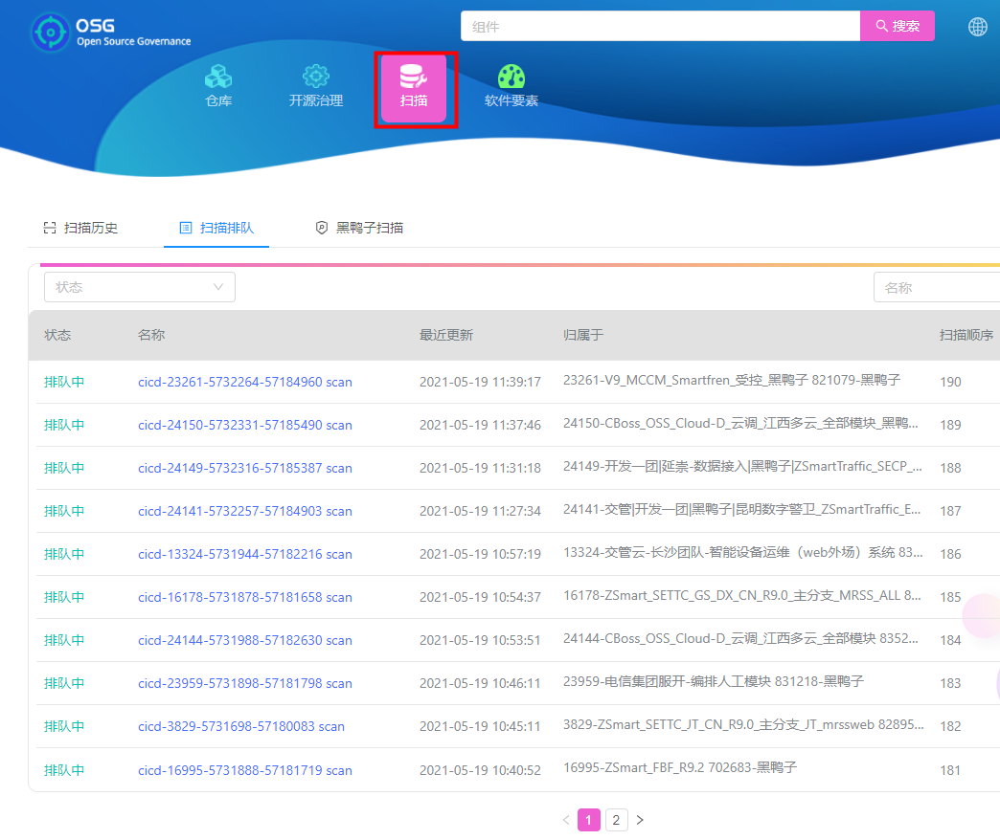 OSG
Open Source Governance
组件
搜索
仓库 开源治理 扫描 软件要素
扫描历史 扫描排队 黑鸭子扫描
状态 名称
状态 名称 最近更新 归属于 扫描顺序
排队中 cicd-23261-5732264-57184960 scan 2021-05-19 11:39:17 23261-V9_MCCM_Smartfren_受控_黑鸭子 821079-黑鸭子 190
排队中 cicd-24150-5732331-57185490 scan 2021-05-19 11:37:46 24150-CBoss_OSS_Cloud-D_云调_江西多云_全部模块_黑鸭... 189
排队中 cicd-24149-5732316-57185387 scan 2021-05-19 11:31:18 24149-开发一团|延崇-数据接入|黑鸭子|ZSmartTraffic_SECP_... 188
排队中 cicd-24141-5732257-57184903 scan 2021-05-19 11:27:34 24141-交管|开发一团|黑鸭子|昆明数字警卫_ZSmartTraffic_E... 187
排队中 cicd-13324-5731944-57182216 scan 2021-05-19 10:57:19 13324-交管云-长沙团队-智能设备运维（web外场）系统 83... 186
排队中 cicd-16178-5731878-57181658 scan 2021-05-19 10:54:37 16178-ZSmart_SETTC_GS_DX_CN_R9.0_主分支_MRSS_ALL 8... 185
排队中 cicd-24144-5731988-57182630 scan 2021-05-19 10:53:51 24144-CBoss_OSS_Cloud-D_云调_江西多云_全部模块 8352... 184
排队中 cicd-23959-5731898-57181798 scan 2021-05-19 10:46:11 23959-电信集团服开-编排人工模块 831218-黑鸭子 183
排队中 cicd-3829-5731698-57180083 scan 2021-05-19 10:45:11 3829-ZSmart_SETTC_JT_CN_R9.0_主分支_JT_mrssweb 82895... 182
排队中 cicd-16995-5731888-57181719 scan 2021-05-19 10:40:52 16995-ZSmart_FBF_R9.2 702683-黑鸭子 181
< 1 2 >